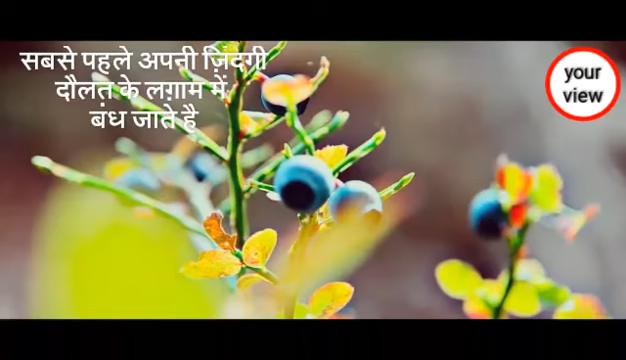 सबसे पहले अपनी ज़िंदगी
दौलत के लग़ाम में
बंध जाते है
your
view